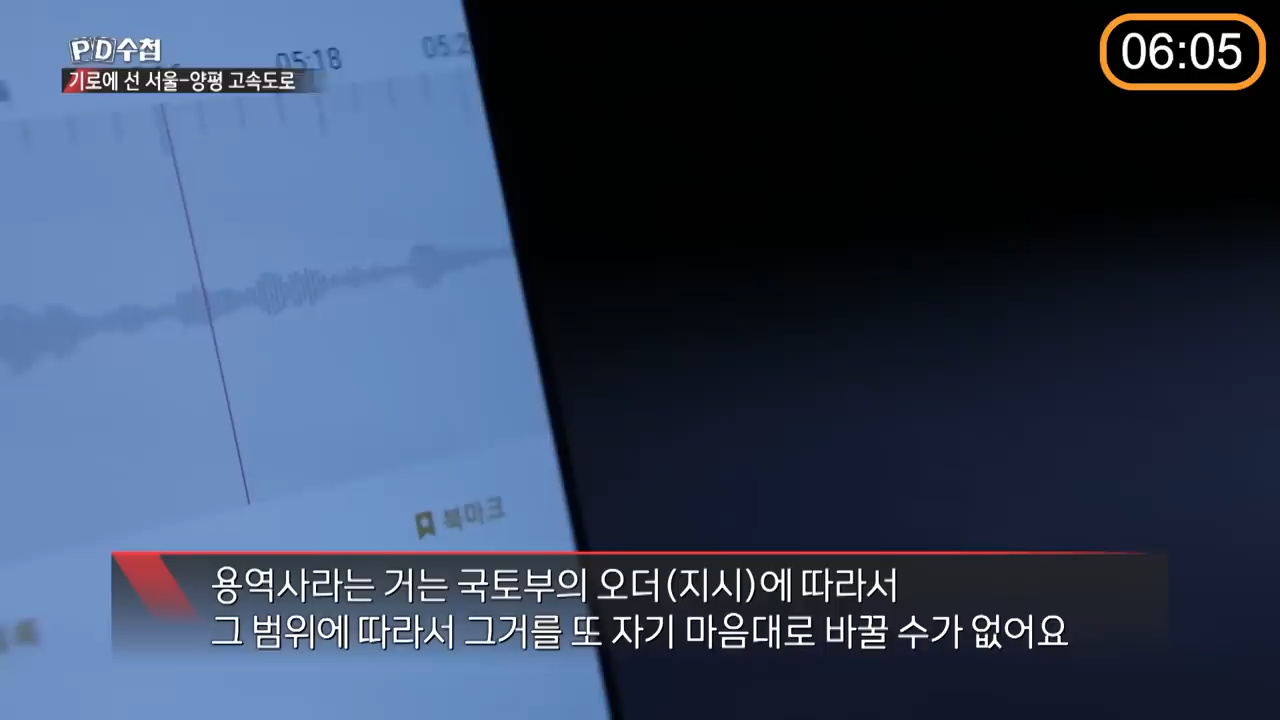 PD수첩
기로에 선 서울-양평 고속도로
06:05
05:18
북마크
용역사라는 거는 국토부의 오더(지시)에 따라서
그 범위에 따라서 그거를 또 자기 마음대로 바꿀 수가 없어요